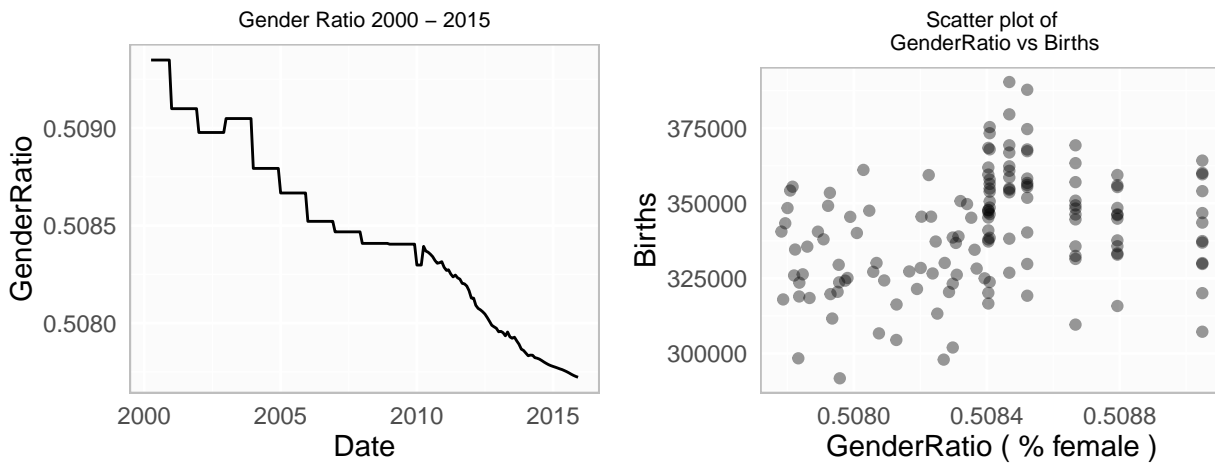 Gender Ratio 2000 – 2015
GenderRatio
0.5090
0.5085
0.5080
2000
2005
2010
2015
Date
Scatter plot of
GenderRatio vs Births
Births
375000
350000
325000
300000
0.5080
0.5084
0.5088
GenderRatio ( % female )